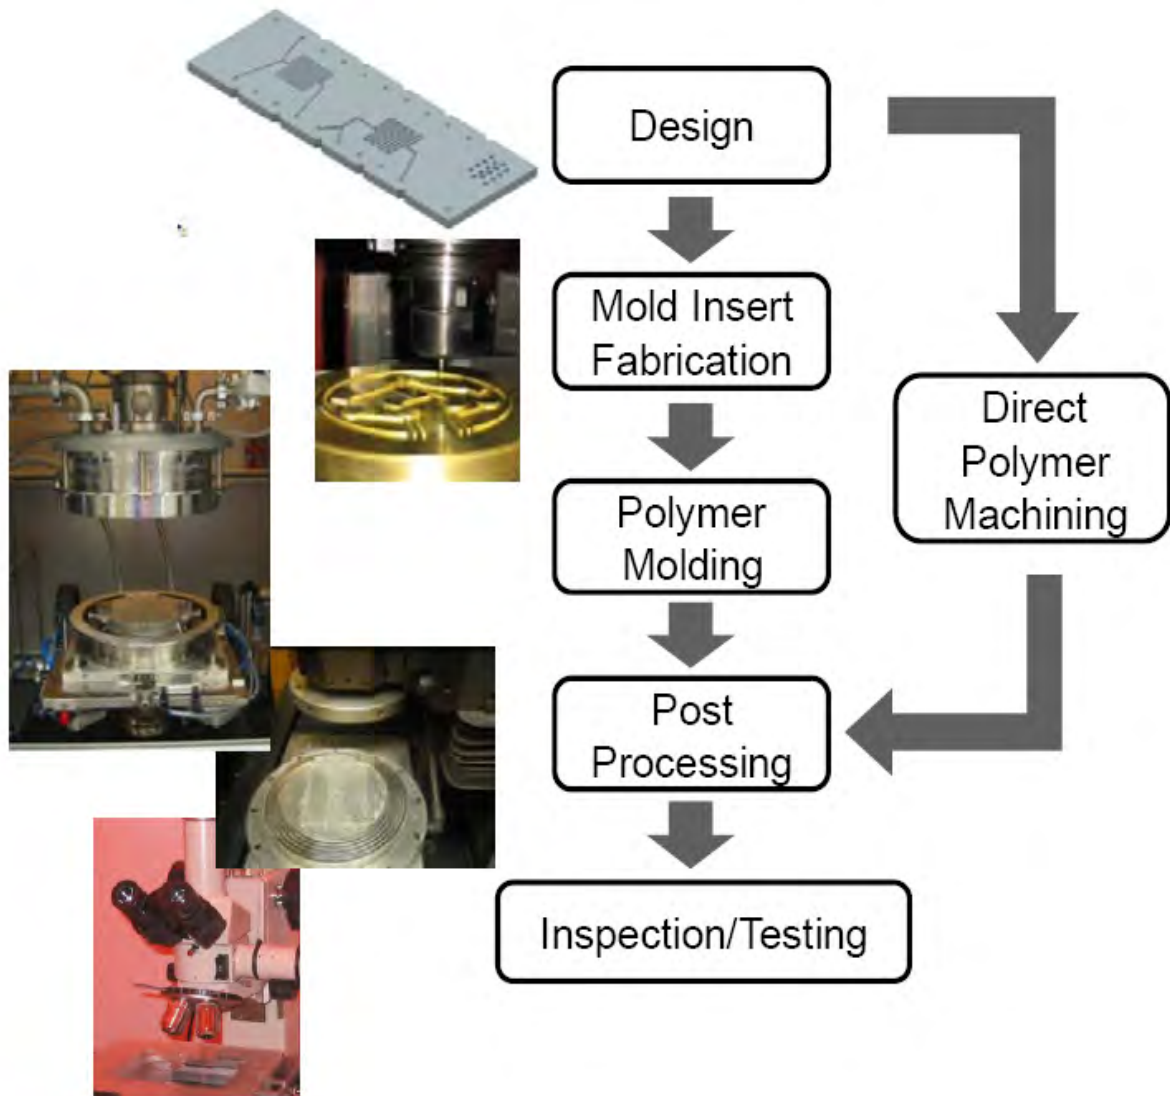 Design
Mold Insert
Fabrication
Direct
Polymer
Machining
Polymer
Molding
Post
Processing
Inspection/Testing